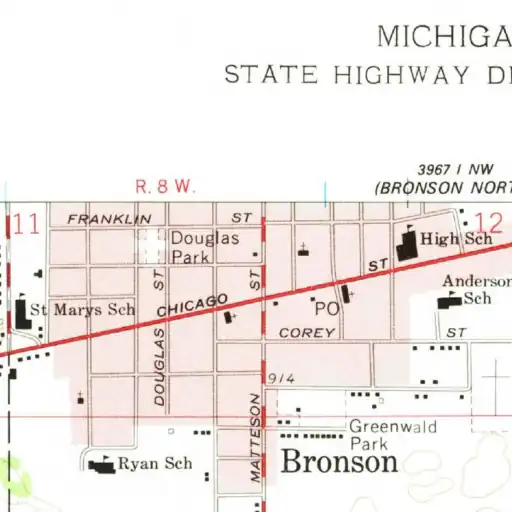 MICHIGA
STATE HIGHWAY D
3967 I NW
(BRONSON NORT
R. 8 W.
11
FRANKLIN ST
12
Douglas
Park
High Sch
ST
Anderson
Sch
St Marys Sch
CHICAGO ST
PO
COREY ST
DOUGLAS ST
914
MATTESON ST
Greenwald
Park
Ryan Sch
Bronson